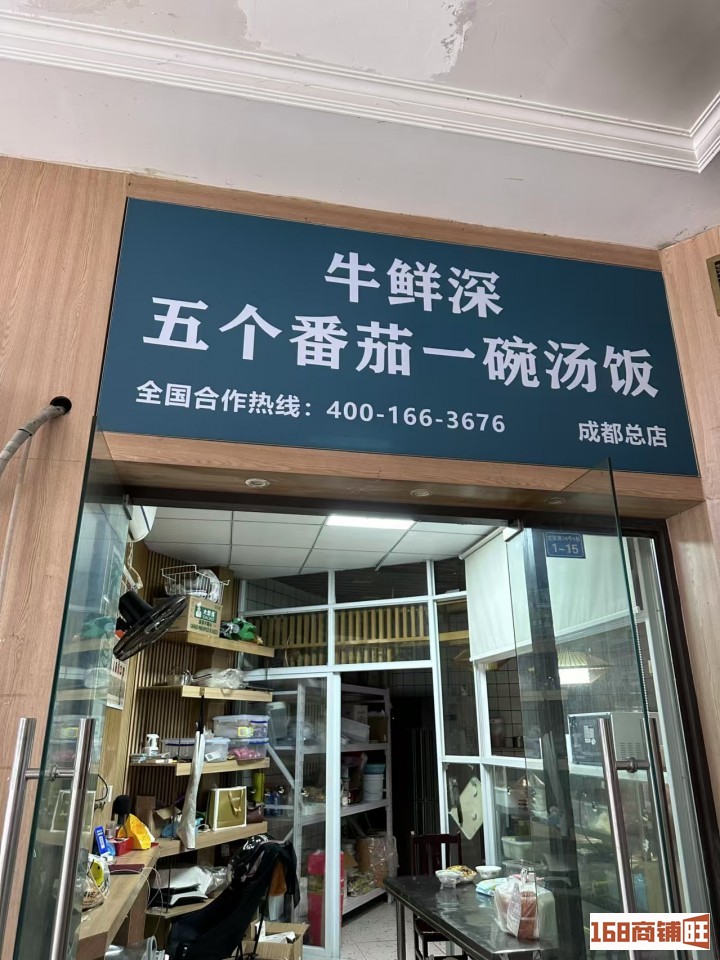 牛鲜深
五个番茄一碗汤饭
全国合作热线：400-166-3676
成都总店
1-15
168商铺旺